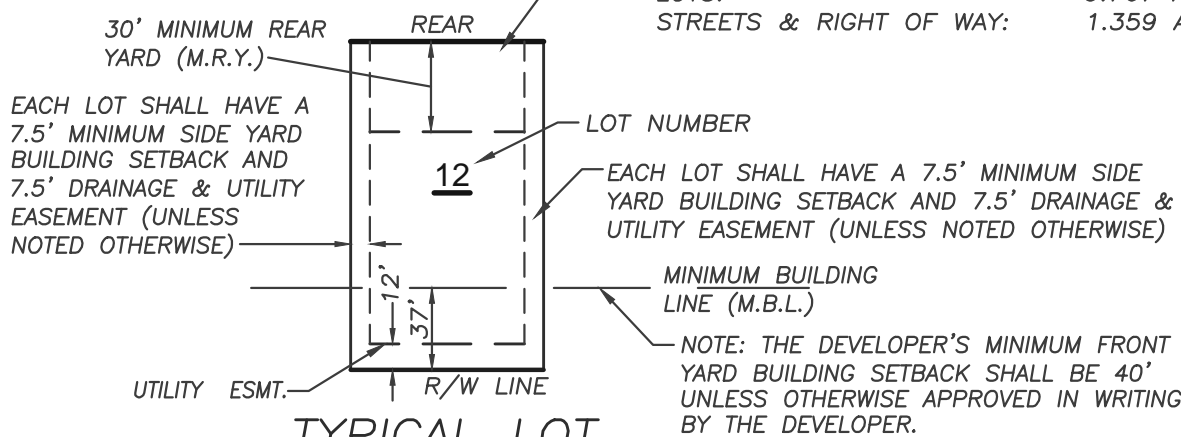 STREETS & RIGHT OF WAY: 1.359
30' MINIMUM REAR
YARD (M.R.Y.)
REAR
EACH LOT SHALL HAVE A
7.5' MINIMUM SIDE YARD
BUILDING SETBACK AND
7.5' DRAINAGE & UTILITY
EASEMENT (UNLESS
NOTED OTHERWISE)
LOT NUMBER
12
EACH LOT SHALL HAVE A 7.5' MINIMUM SIDE
YARD BUILDING SETBACK AND 7.5' DRAINAGE &
UTILITY EASEMENT (UNLESS NOTED OTHERWISE)
12'
37'
MINIMUM BUILDING
LINE (M.B.L.)
NOTE: THE DEVELOPER'S MINIMUM FRONT
YARD BUILDING SETBACK SHALL BE 40'
UNLESS OTHERWISE APPROVED IN WRITING
BY THE DEVELOPER.
UTILITY ESMT.
R/W LINE
TYPICAL LOT